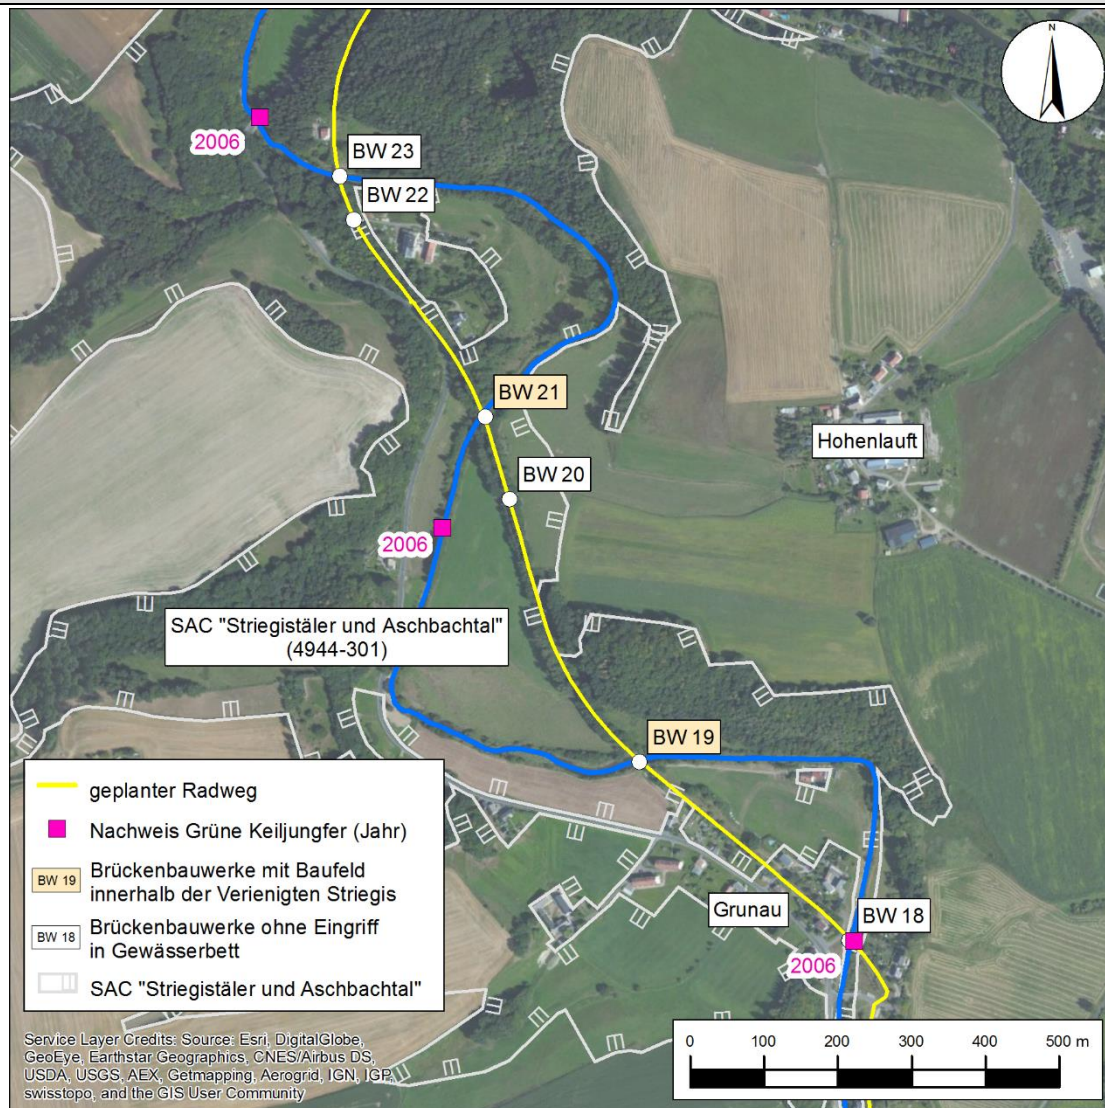 N
2006
BW 23
BW 22
BW 21
Hohenlauft
BW 20
2006
SAC "Striegistäler und Aschbachtal"
(4944-301)
BW 19
Grunau
BW 18
2006
geplanter Radweg
Nachweis Grüne Keiljungfer (Jahr)
BW 19
Brückenbauwerke mit Baufeld
innerhalb der Verienigten Striegis
BW 18
Brückenbauwerke ohne Eingriff
in Gewässerbett
SAC "Striegistäler und Aschbachtal"
Service Layer Credits: Source: Esri, DigitalGlobe,
GeoEye, Earthstar Geographics, CNES/Airbus DS,
USDA, USGS, AEX, Getmapping, Aerogrid, IGN, IGP,
swisstopo, and the GIS User Community
0 100 200 300 400 500 m